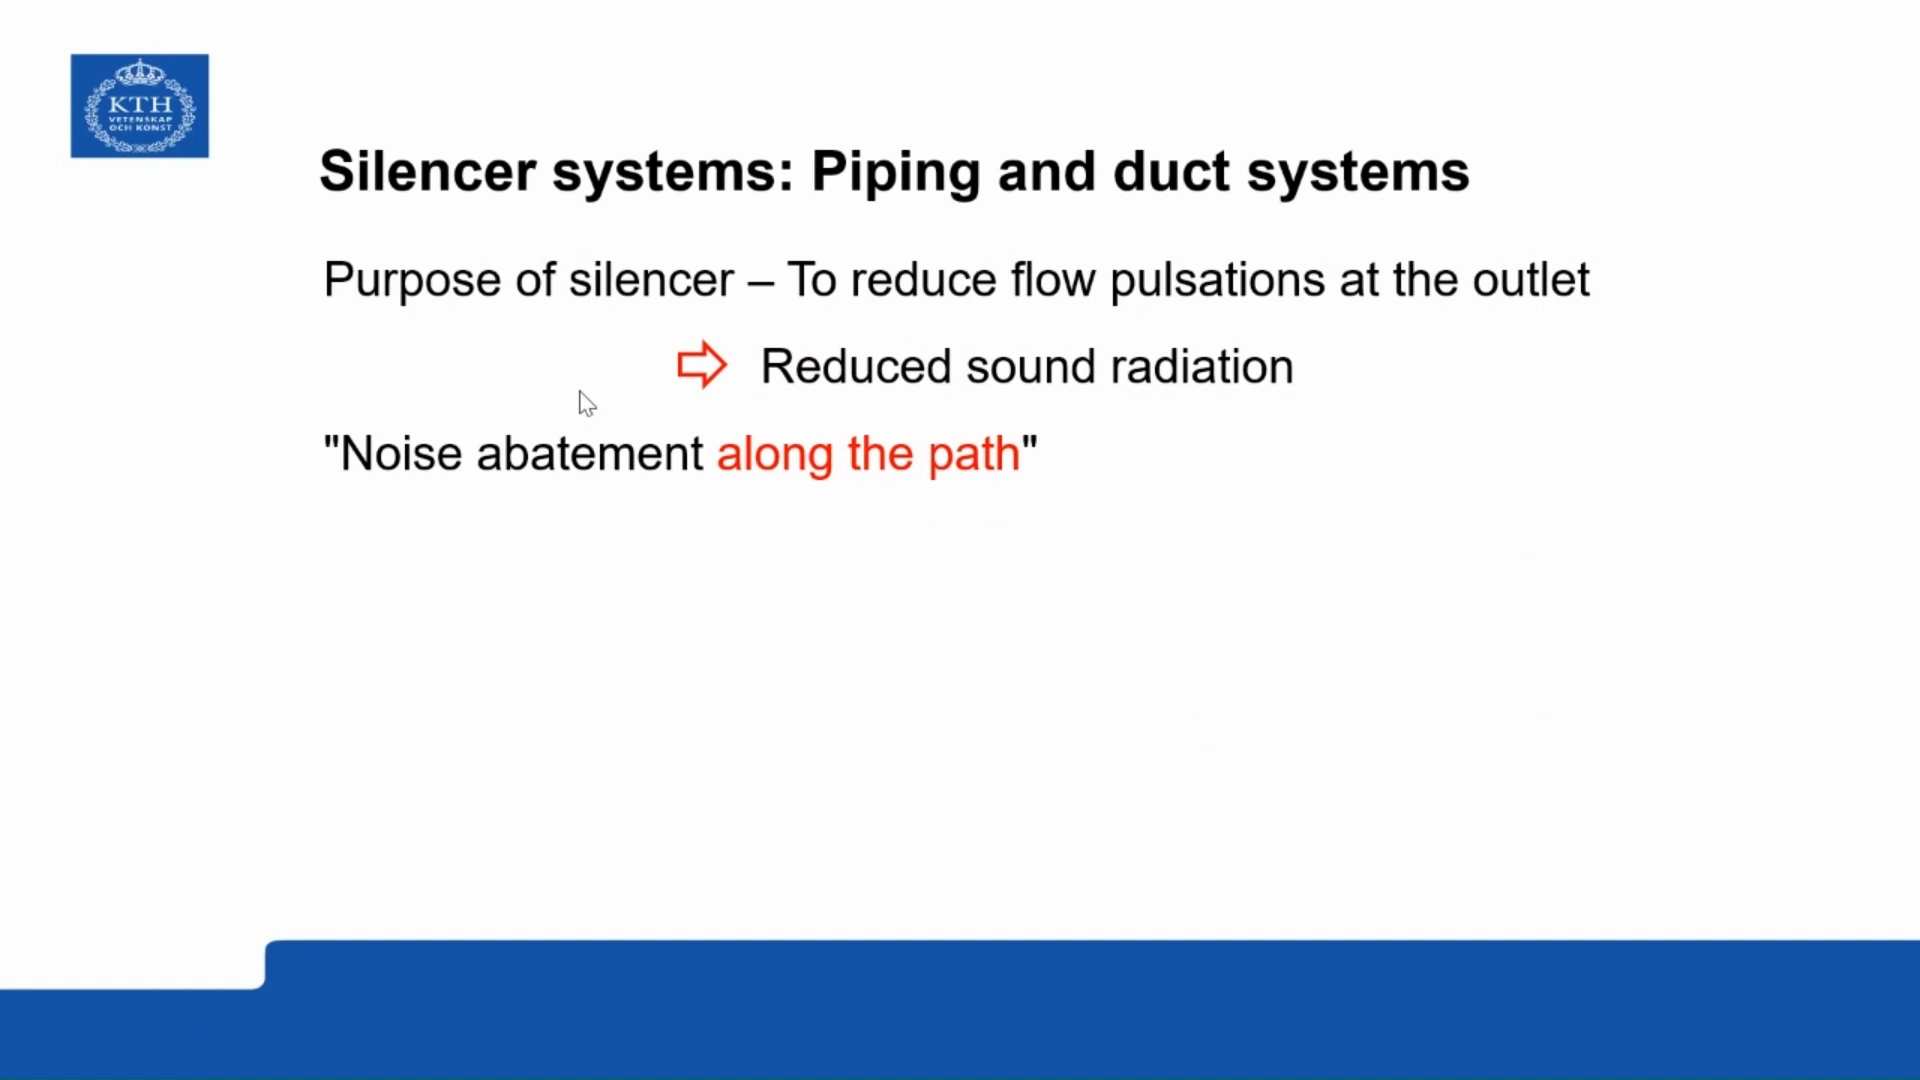 KTH
VETENSKAP
OCH KONST
Silencer systems: Piping and duct systems
Purpose of silencer – To reduce flow pulsations at the outlet
Reduced sound radiation
"Noise abatement along the path"